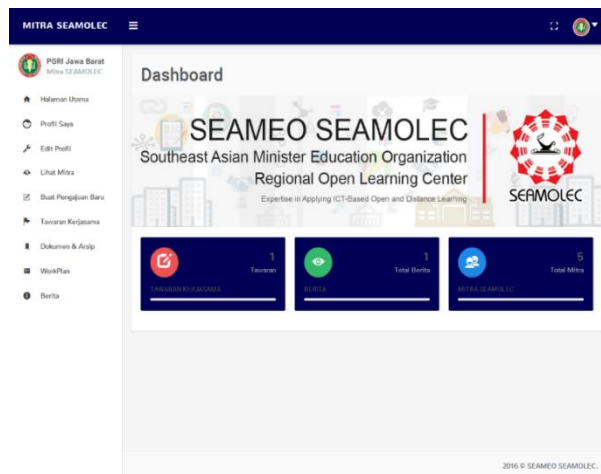 MITRA SEAMOLEC
PGRI Jawa Barat
Mitra SEAMOLEC
Halaman Utama
Profil Saya
Edit Profil
Lihat Mitra
Buat Pengajuan Baru
Tawaran Kerjasama
Dokumen & Arsip
WorkPlan
Berita
Dashboard
SEAMEO SEAMOLEC
Southeast Asian Minister Education Organization
Regional Open Learning Center
Expertise in Applying ICT-Based Open and Distance Learning
SEAMOLEC
1
Tawaran
TAWARAN KERJASAMA
1
Total Berita
BERITA
5
Total Mitra
MITRA SEAMOLEC
2016 © SEAMEO SEAMOLEC.